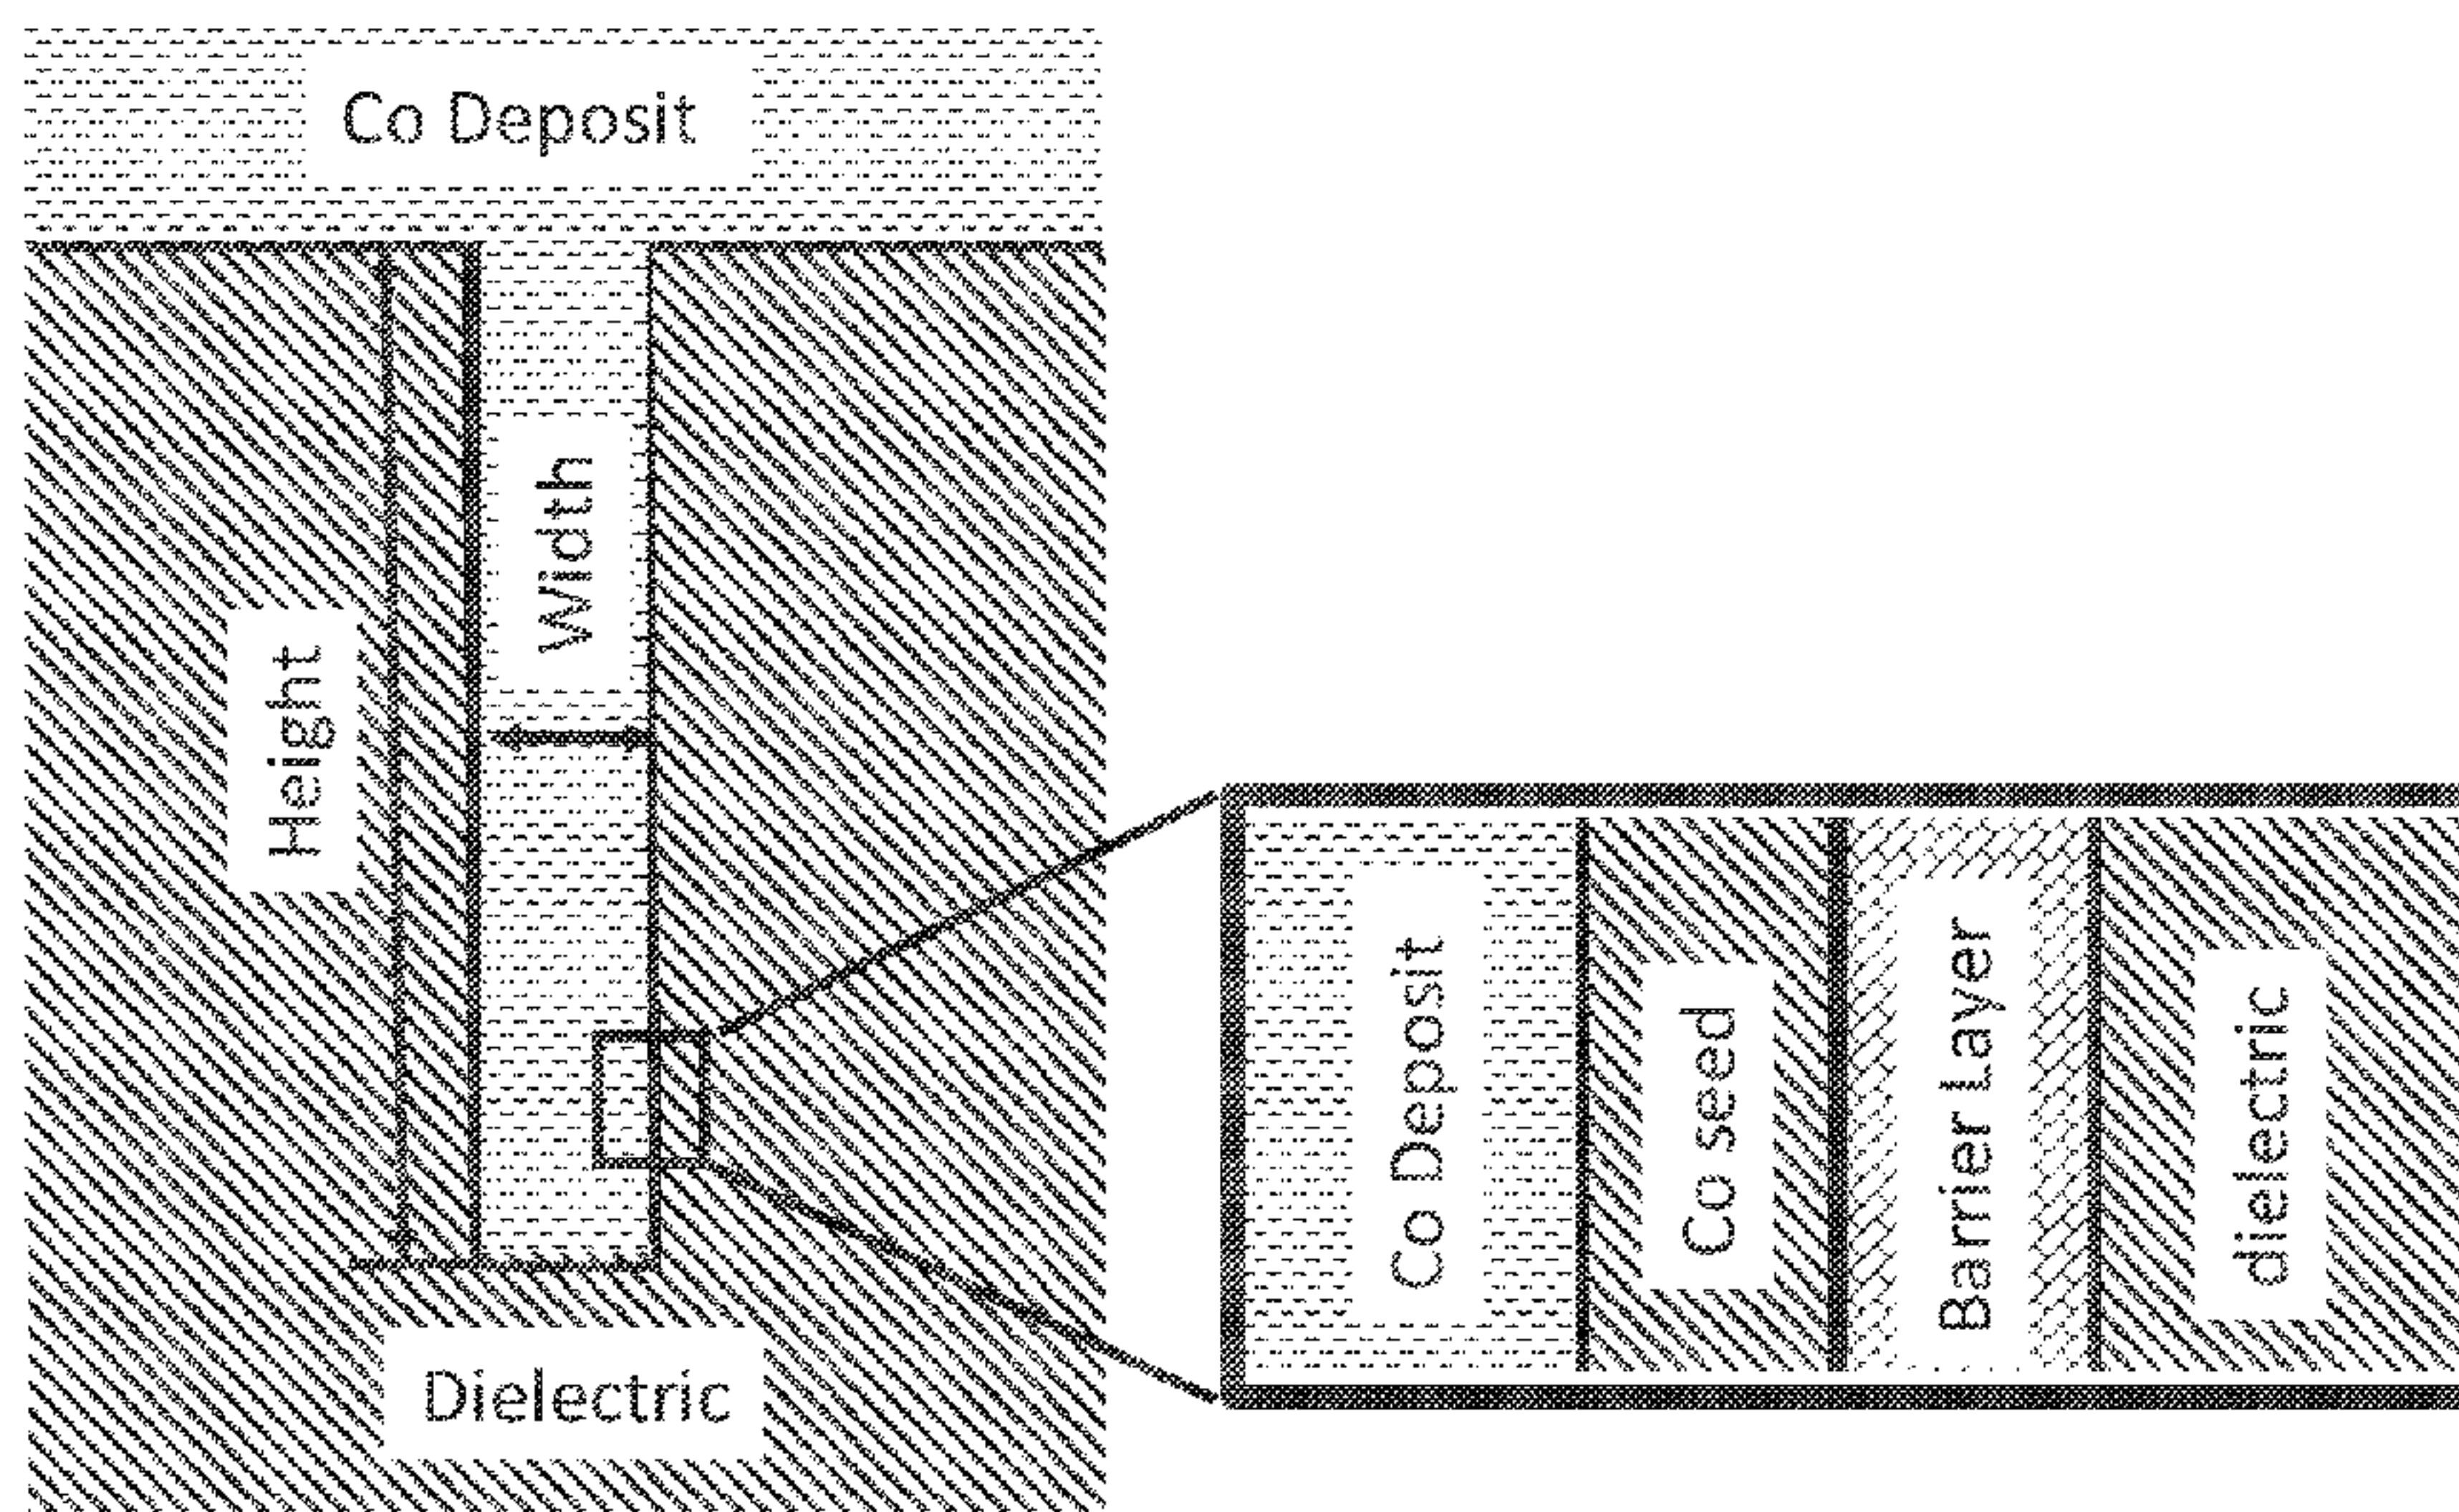 Co Deposit
Width
Height
Dielectric
Co Deposit
Co seed
Barrier Layer
dielectric